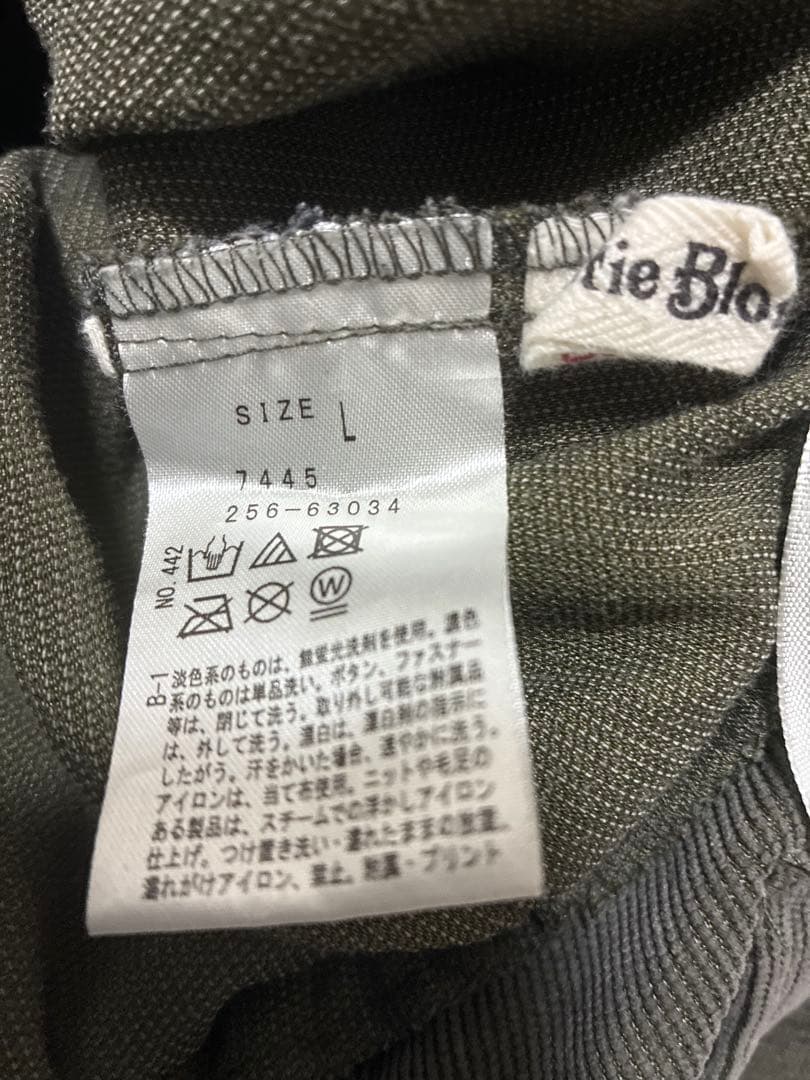 rie Blo
SIZE L
7445
256-63034
NO.442
W
B-1 淡色系のものは、無蛍光洗剤を使用。濃色
系のものは単品洗い。ボタン、ファスナー
等は、閉じて洗う。取り外し可能な附属品
は、外して洗う。漂白は、漂白剤の指示に
したがう。汗をかいた場合、速やかに洗う。
アイロンは、当て布使用。ニットや毛足の
ある製品は、スチームでの浮かしアイロン
仕上げ。つけ置き洗い・濡れたままの放置、
濡れがけアイロン、禁止。附属・プリント